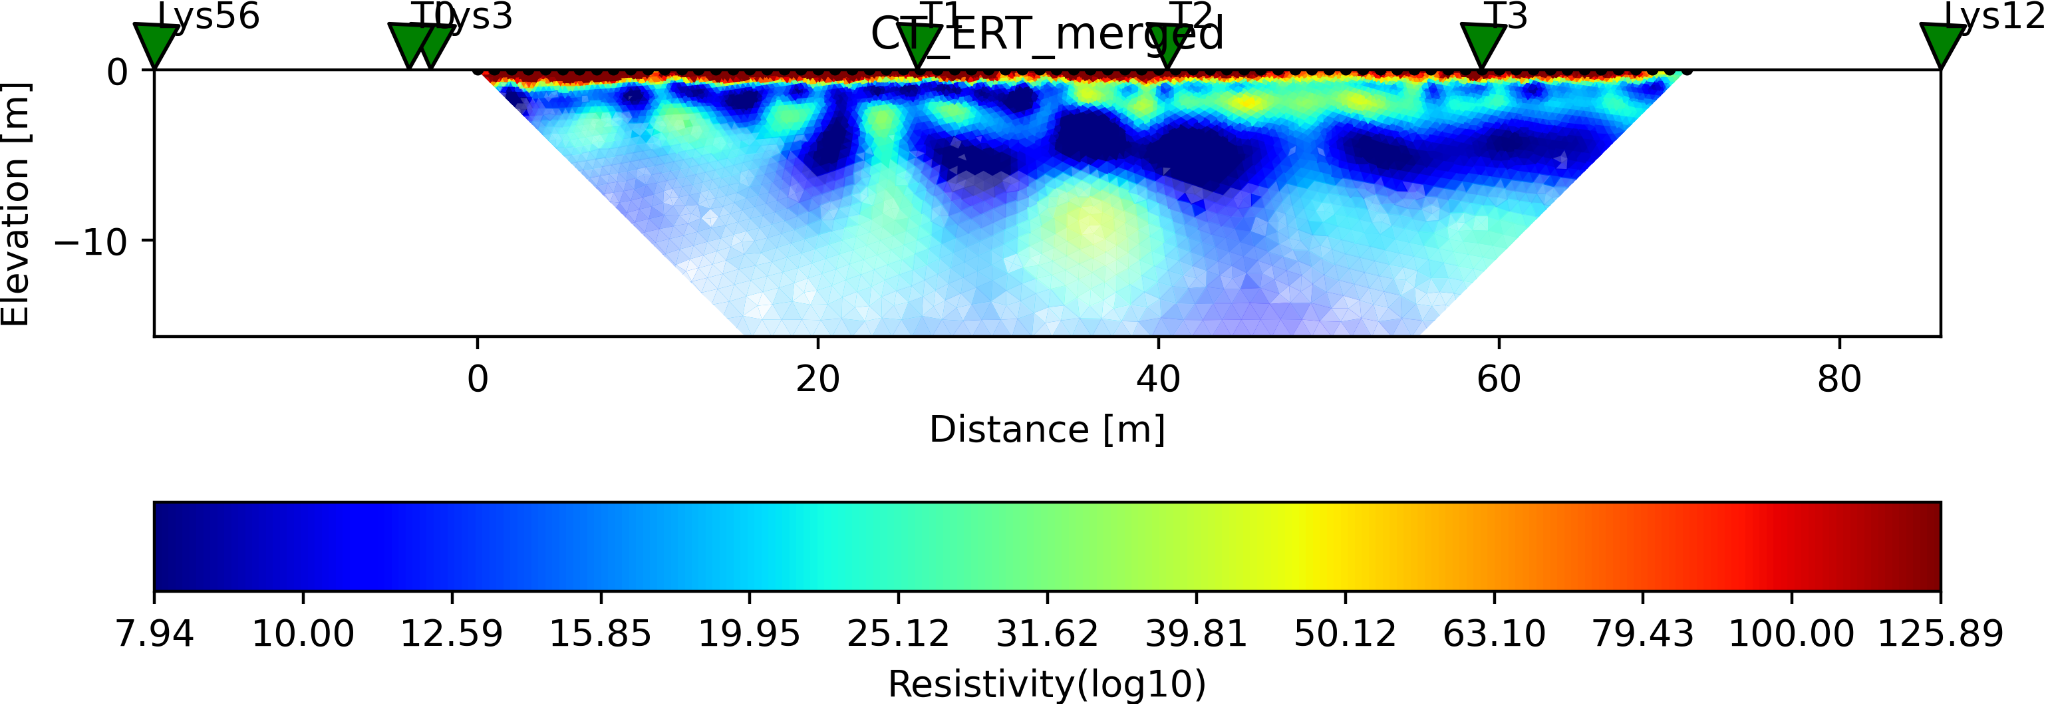 Lys56 T0 Lys3 T1 T2 T3 Lys12
CT_ERT_merged
0
−10
Elevation [m]
0 20 40 60 80
Distance [m]
7.94 10.00 12.59 15.85 19.95 25.12 31.62 39.81 50.12 63.10 79.43 100.00 125.89
Resistivity(log10)